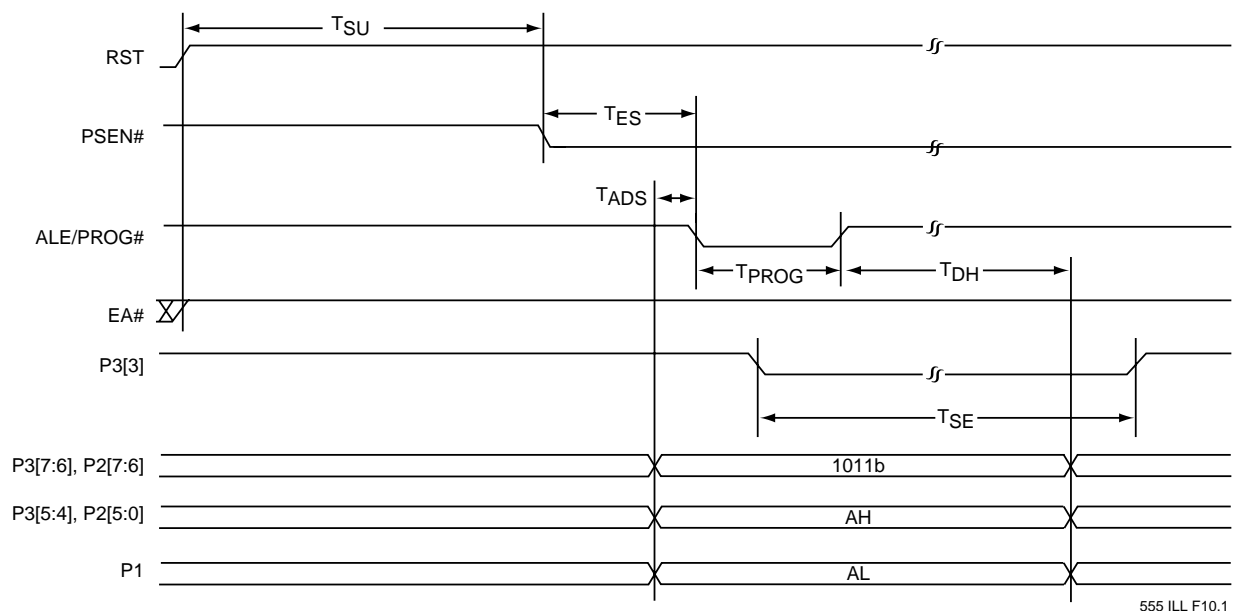 TSU
RST
TES
PSEN#
TADS
ALE/PROG#
TPROG
TDH
EA#
P3[3]
TSE
P3[7:6], P2[7:6]
1011b
P3[5:4], P2[5:0]
AH
P1
AL
555 ILL F10.1